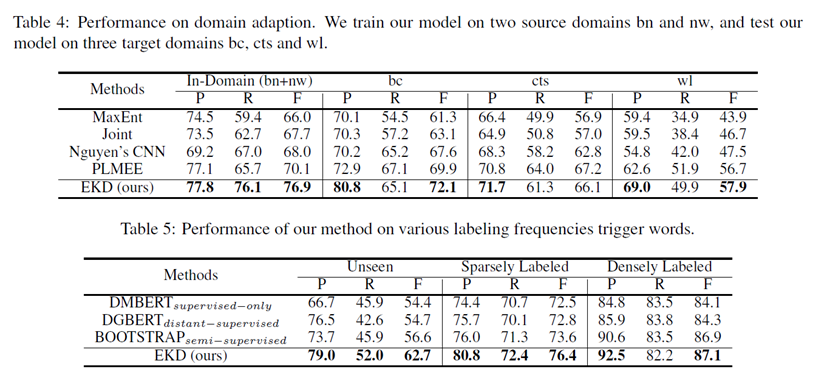 Table 4: Performance on domain adaption. We train our model on two source domains bn and nw, and test our
model on three target domains bc, cts and wl.
Methods In-Domain (bn+nw) bc cts wl
P R F P R F P R F P R F
MaxEnt 74.5 59.4 66.0 70.1 54.5 61.3 66.4 49.9 56.9 59.4 34.9 43.9
Joint 73.5 62.7 67.7 70.3 57.2 63.1 64.9 50.8 57.0 59.5 38.4 46.7
Nguyen's CNN 69.2 67.0 68.0 70.2 65.2 67.6 68.3 58.2 62.8 54.8 42.0 47.5
PLMEE 77.1 65.7 70.1 72.9 67.1 69.9 70.8 64.0 67.2 62.6 51.9 56.7
EKD (ours) 77.8 76.1 76.9 80.8 65.1 72.1 71.7 61.3 66.1 69.0 49.9 57.9
Table 5: Performance of our method on various labeling frequencies trigger words.
Methods Unseen Sparsely Labeled Densely Labeled
P R F P R F P R F
DMBERT supervised-only 66.7 45.9 54.4 74.4 70.7 72.5 84.8 83.5 84.1
DGBERT distant-supervised 76.5 42.6 54.7 75.7 70.1 72.8 85.9 83.8 84.3
BOOTSTRAP semi-supervised 73.7 45.9 56.6 76.0 71.3 73.6 90.6 83.5 86.9
EKD (ours) 79.0 52.0 62.7 80.8 72.4 76.4 92.5 82.2 87.1